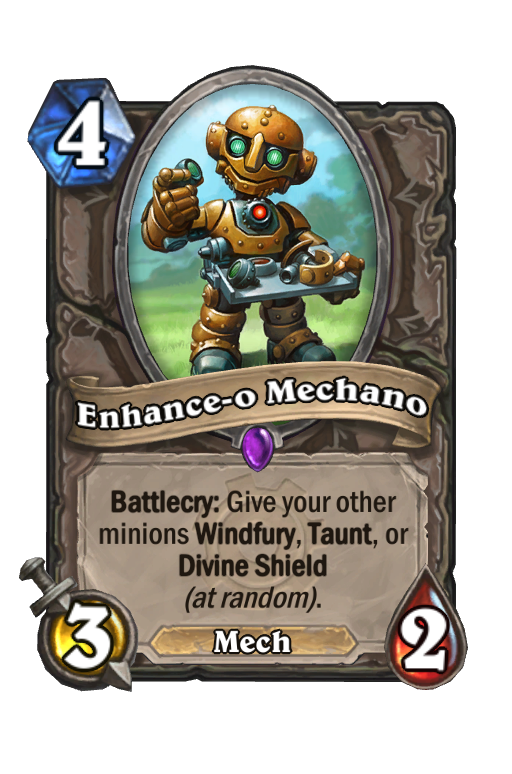 4
Enhance-o Mechano
Battlecry: Give your other
minions Windfury, Taunt, or
Divine Shield
(at random).
3
Mech
2